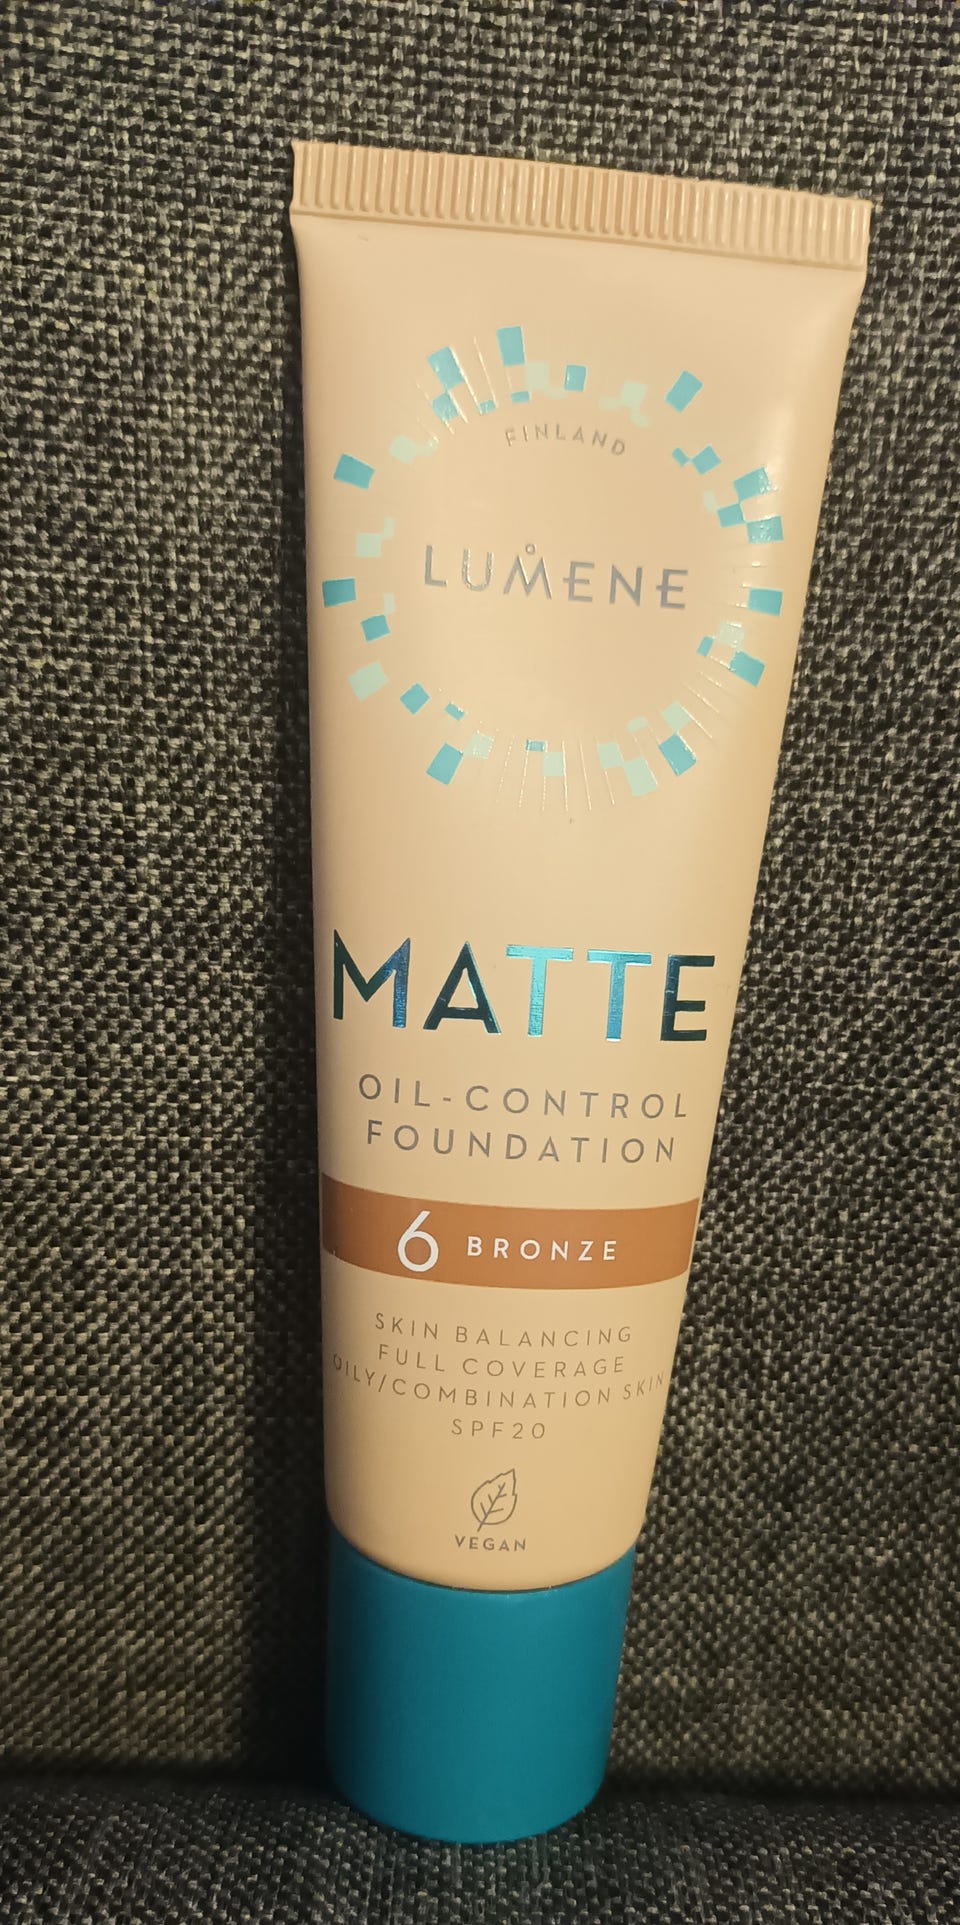 FINLAND
LUMENE
MATTE
OIL-CONTROL
FOUNDATION
6 BRONZE
SKIN BALANCING
FULL COVERAGE
OILY/COMBINATION SKIN
SPF20
VEGAN